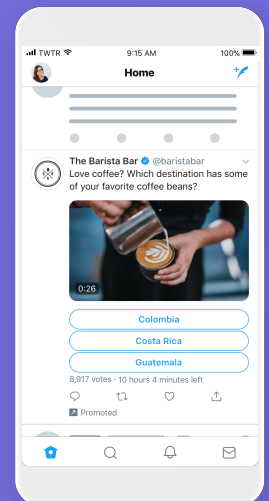 TWTR 9:15 AM 100%
Home
The Barista Bar @baristabar
Love coffee? Which destination has some
of your favorite coffee beans?
0:26
Colombia
Costa Rica
Guatemala
8,917 votes · 10 hours 4 minutes left
Promoted